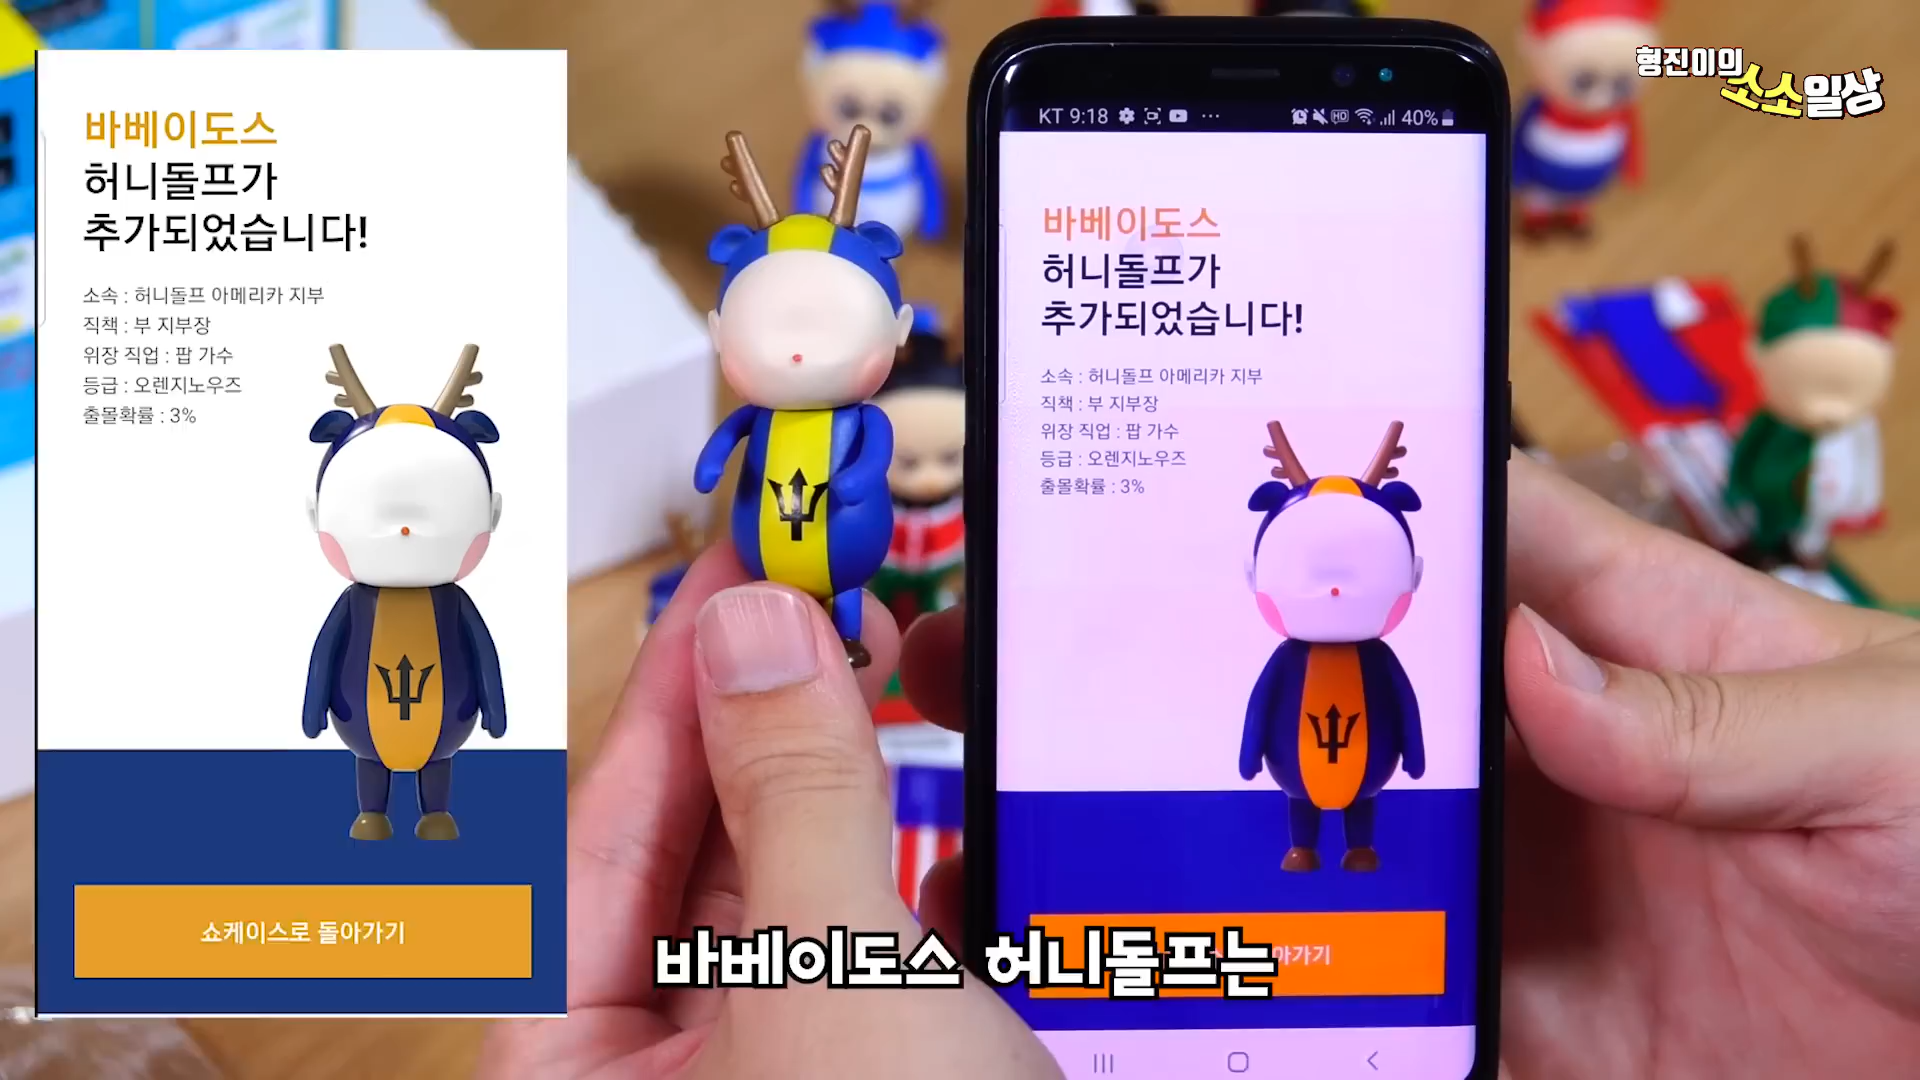 바베이도스
허니돌프가
추가되었습니다!
소속 : 허니돌프 아메리카 지부
직책 : 부 지부장
위장 직업 : 팝 가수
등급 : 오렌지노우즈
출몰확률 : 3%
쇼케이스로 돌아가기
KT 9:18
HD
40%
바베이도스
허니돌프가
추가되었습니다!
소속 : 허니돌프 아메리카 지부
직책 : 부 지부장
위장 직업 : 팝 가수
등급 : 오렌지노우즈
출몰확률 : 3%
아가기
형진이의
소소일상
바베이도스 허니돌프는